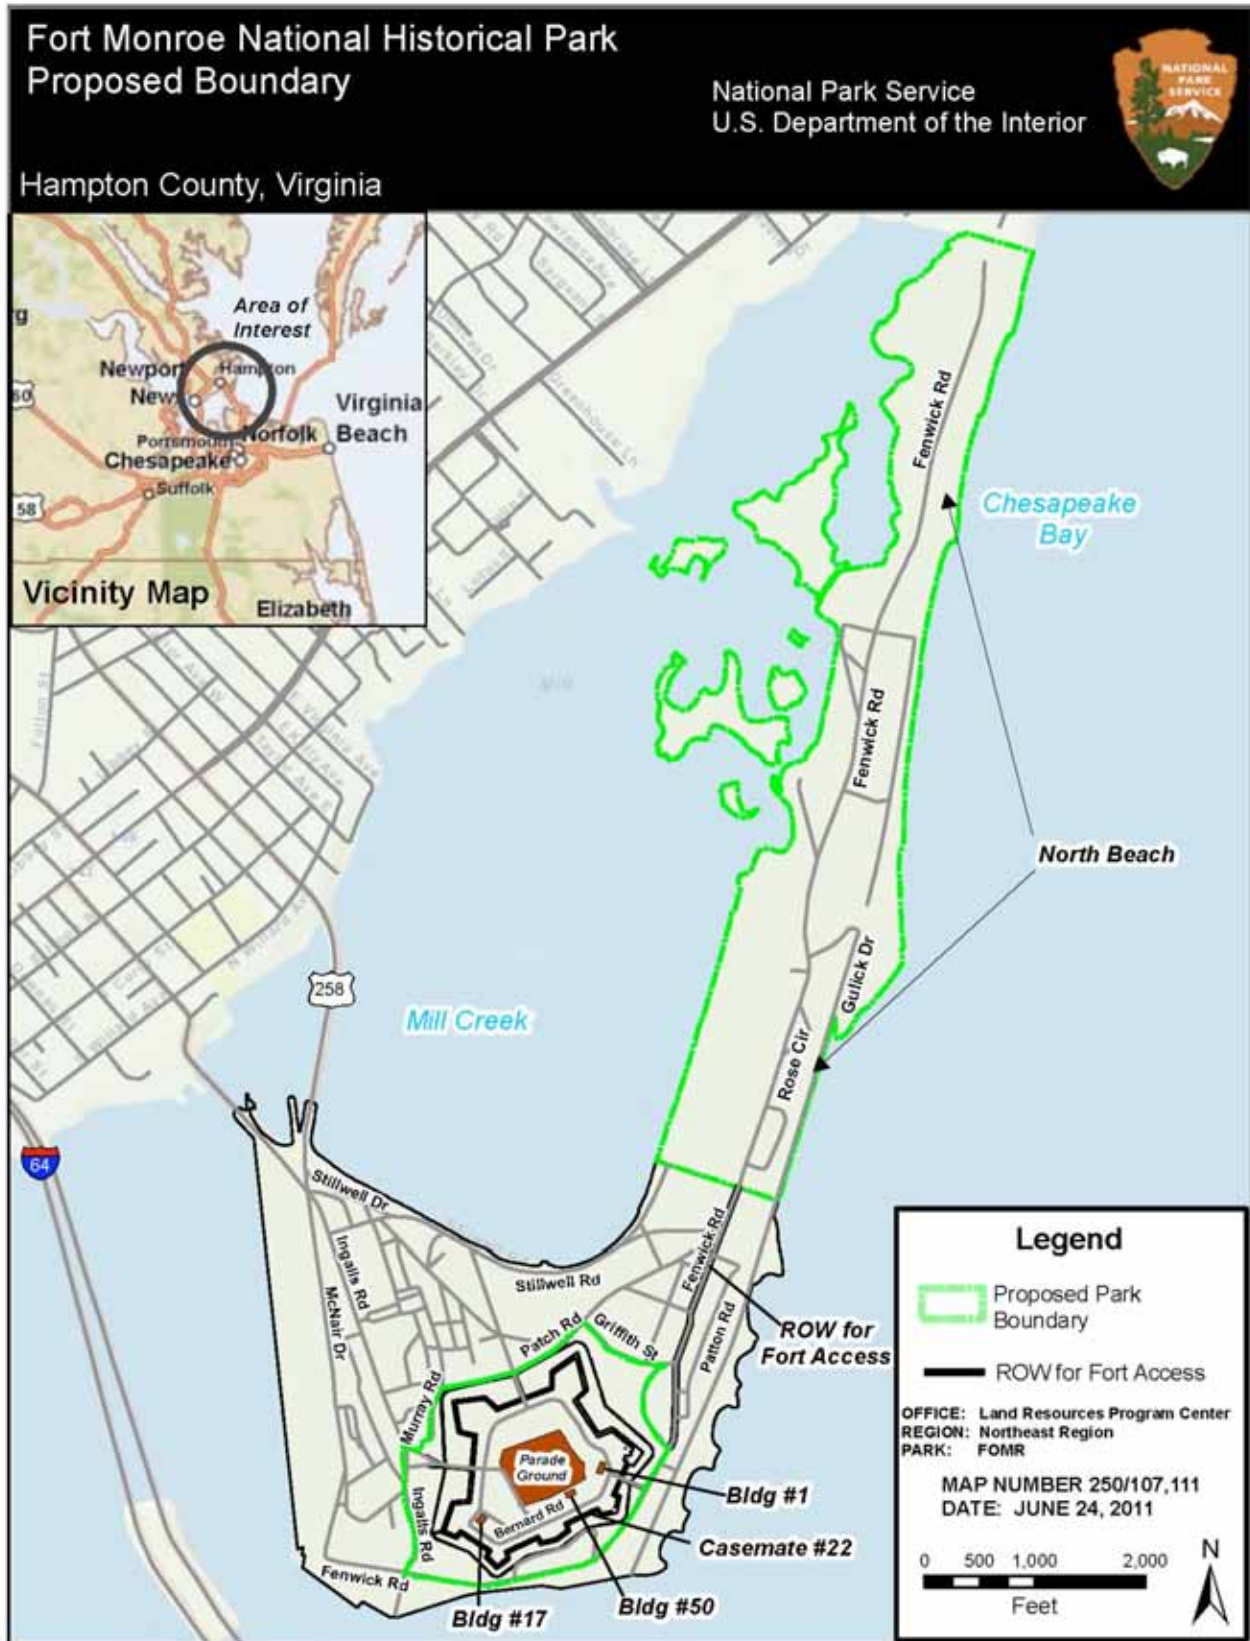 Fort Monroe National Historical Park
Proposed Boundary
National Park Service
U.S. Department of the Interior
NATIONAL
PARK
SERVICE
Hampton County, Virginia
Area of
Interest
Newport
News
Hampton
Virginia
Beach
Portsmouth
Norfolk
Chesapeake
Suffolk
58
Vicinity Map
Elizabeth
Greenhouse Ln
Fenwick Rd
Chesapeake
Bay
Fenwick Rd
North Beach
Gulick Dr
258
Mill Creek
Rose Cir
64
Stillwell Dr
Ingalls Rd
McNair Dr
Stillwell Rd
Fenwick Rd
Patton Rd
ROW for
Fort Access
Patch Rd
Griffith St
Murray Rd
Parade
Ground
Bernard Rd
Ingalls Rd
Fenwick Rd
Bldg #1
Casemate #22
Bldg #50
Bldg #17
Legend
Proposed Park
Boundary
ROW for Fort Access
OFFICE: Land Resources Program Center
REGION: Northeast Region
PARK: FOMR
MAP NUMBER 250/107,111
DATE: JUNE 24, 2011
0 500 1,000 2,000
Feet
N